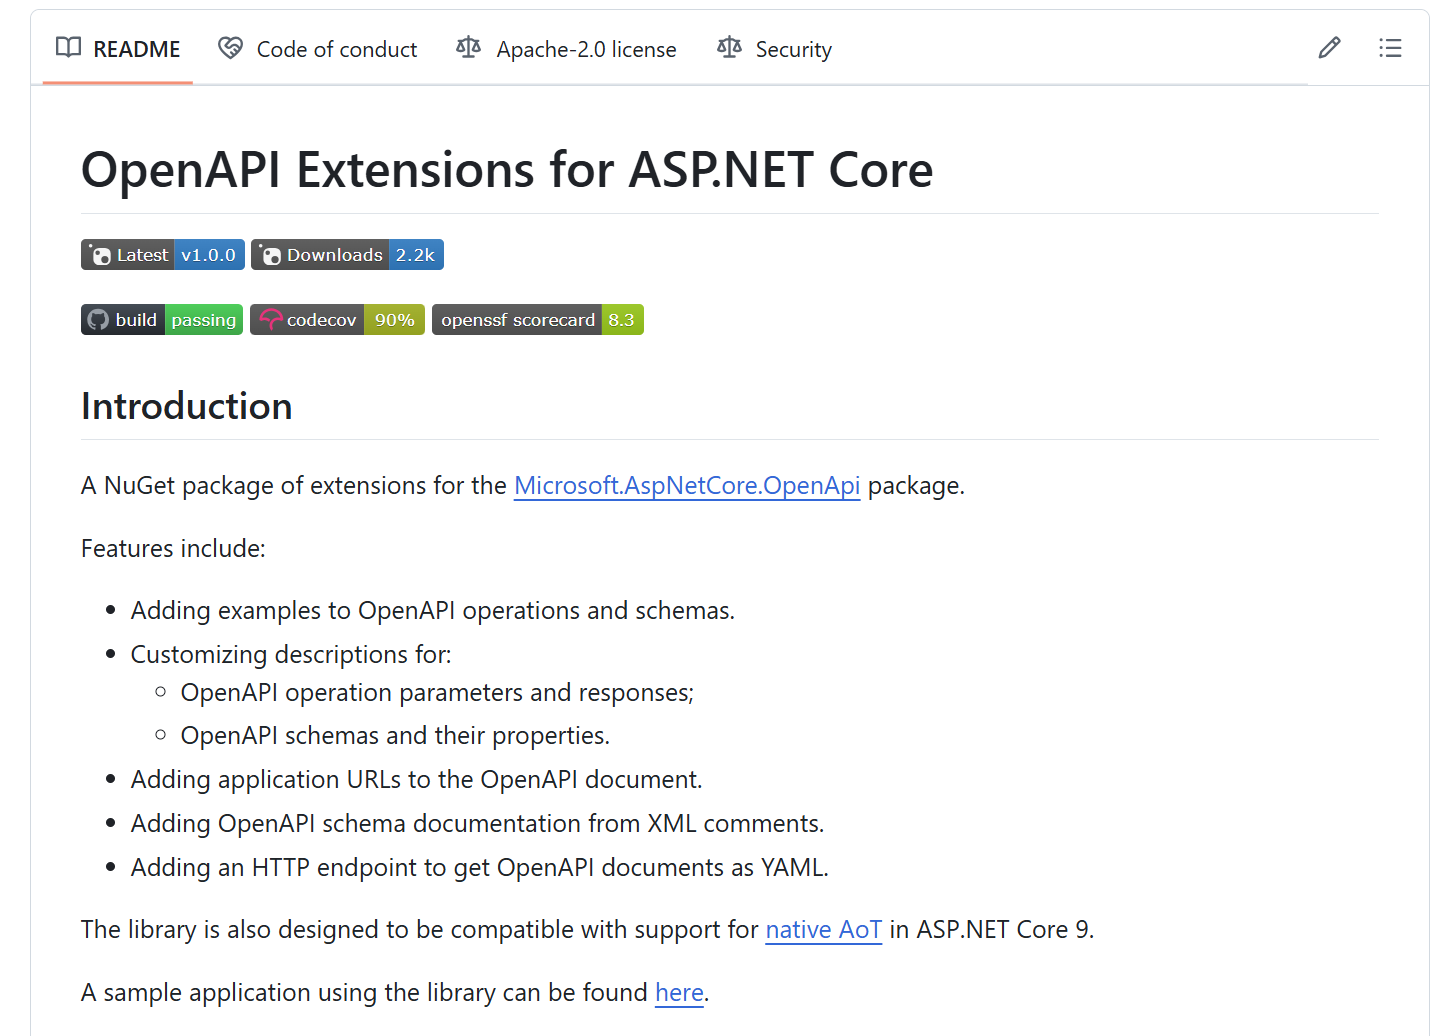 README Code of conduct Apache-2.0 license Security
OpenAPI Extensions for ASP.NET Core
Latest v1.0.0 Downloads 2.2k
build passing codecov 90% openssf scorecard 8.3
Introduction
A NuGet package of extensions for the Microsoft.AspNetCore.OpenApi package.
Features include:
Adding examples to OpenAPI operations and schemas.
Customizing descriptions for:
OpenAPI operation parameters and responses;
OpenAPI schemas and their properties.
Adding application URLs to the OpenAPI document.
Adding OpenAPI schema documentation from XML comments.
Adding an HTTP endpoint to get OpenAPI documents as YAML.
The library is also designed to be compatible with support for native AoT in ASP.NET Core 9.
A sample application using the library can be found here.